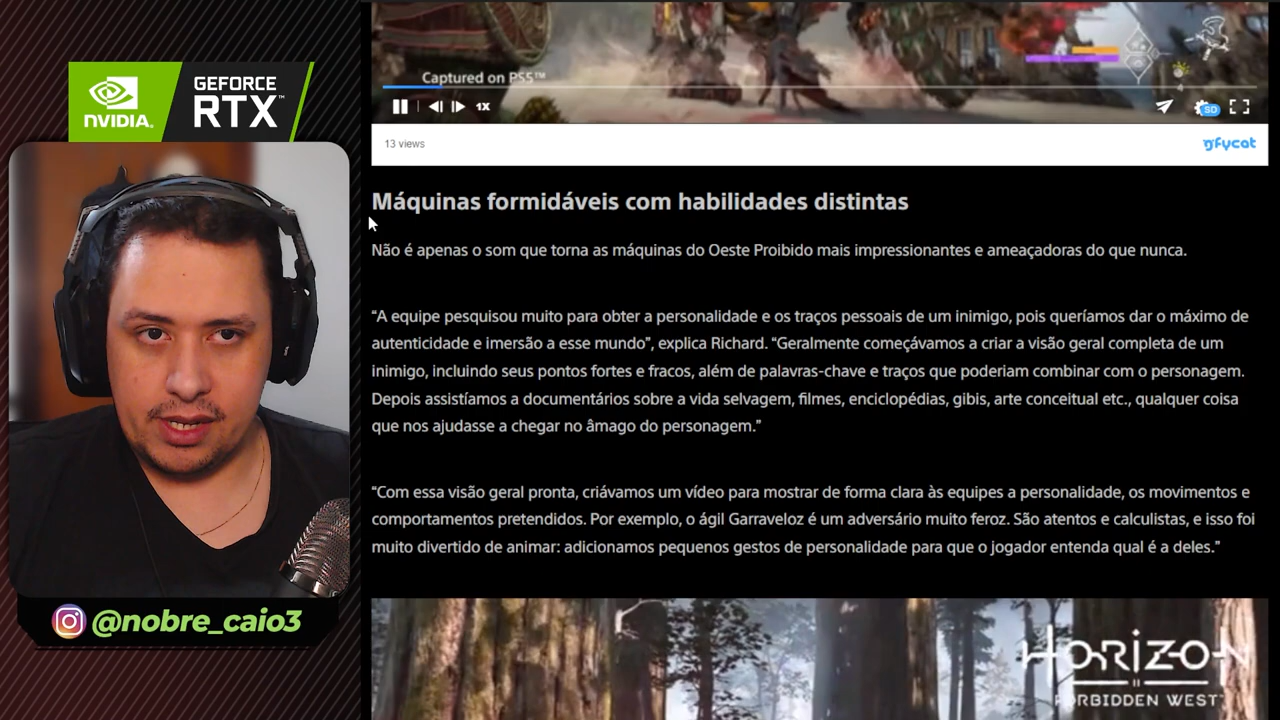 Captured on PS5™
1X
SD
13 views
gfycat
NVIDIA.
GEFORCE
RTX™
Máquinas formidáveis com habilidades distintas
Não é apenas o som que torna as máquinas do Oeste Proibido mais impressionantes e ameaçadoras do que nunca.
“A equipe pesquisou muito para obter a personalidade e os traços pessoais de um inimigo, pois queríamos dar o máximo de
autenticidade e imersão a esse mundo”, explica Richard. “Geralmente começávamos a criar a visão geral completa de um
inimigo, incluindo seus pontos fortes e fracos, além de palavras-chave e traços que poderiam combinar com o personagem.
Depois assistíamos a documentários sobre a vida selvagem, filmes, enciclopédias, gibis, arte conceitual etc., qualquer coisa
que nos ajudasse a chegar no âmago do personagem.”
“Com essa visão geral pronta, criávamos um vídeo para mostrar de forma clara às equipes a personalidade, os movimentos e
comportamentos pretendidos. Por exemplo, o ágil Garraveloz é um adversário muito feroz. São atentos e calculistas, e isso foi
muito divertido de animar: adicionamos pequenos gestos de personalidade para que o jogador entenda qual é a deles.”
@nobre_caio3
HORIZON
FORBIDDEN WEST™